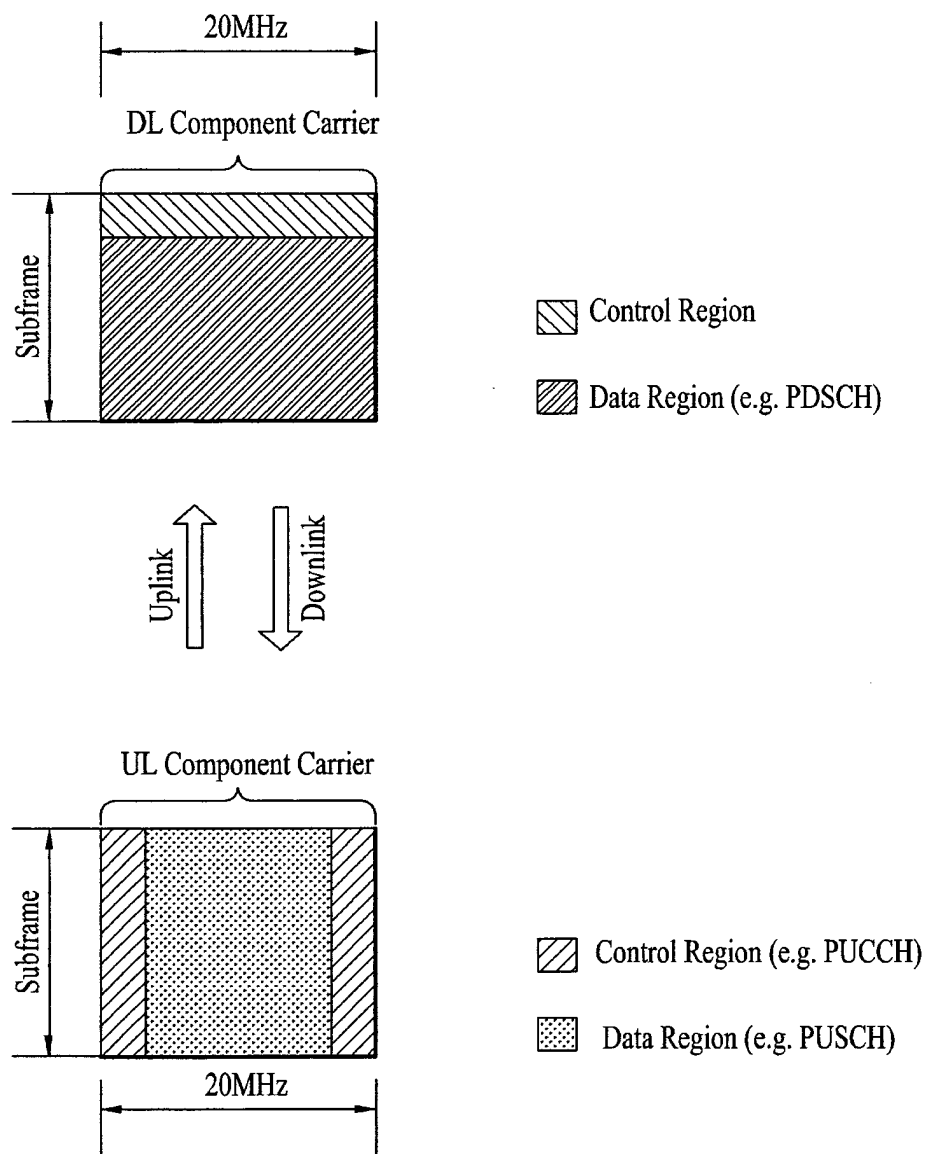 20MHz
DL Component Carrier
Subframe
Control Region
Data Region (e.g. PDSCH)
Uplink
Downlink
UL Component Carrier
Subframe
Control Region (e.g. PUCCH)
Data Region (e.g. PUSCH)
20MHz